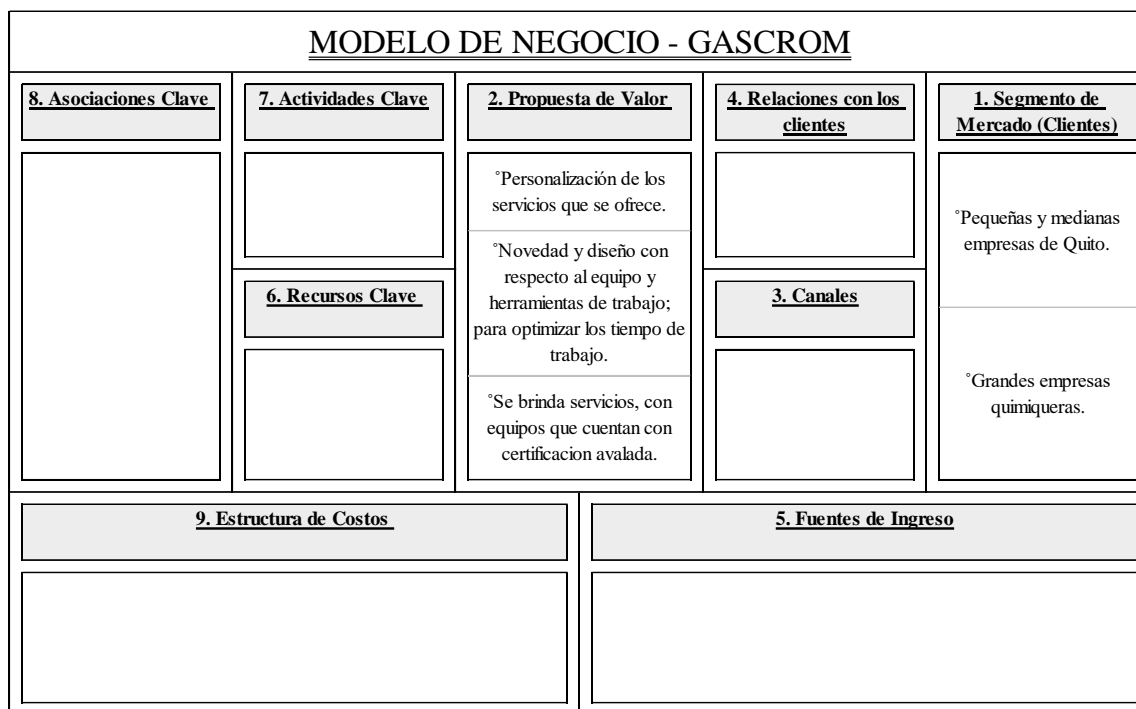 MODELO DE NEGOCIO - GASCROM
8. Asociaciones Clave
7. Actividades Clave
2. Propuesta de Valor
4. Relaciones con los
clientes
1. Segmento de
Mercado (Clientes)
˚Personalización de los
servicios que se ofrece.
˚Novedad y diseño con
respecto al equipo y
herramientas de trabajo;
para optimizar los tiempo de
trabajo.
˚Se brinda servicios, con
equipos que cuentan con
certificacion avalada.
˚Pequeñas y medianas
empresas de Quito.
˚Grandes empresas
quimiqueras.
6. Recursos Clave
3. Canales
9. Estructura de Costos
5. Fuentes de Ingreso